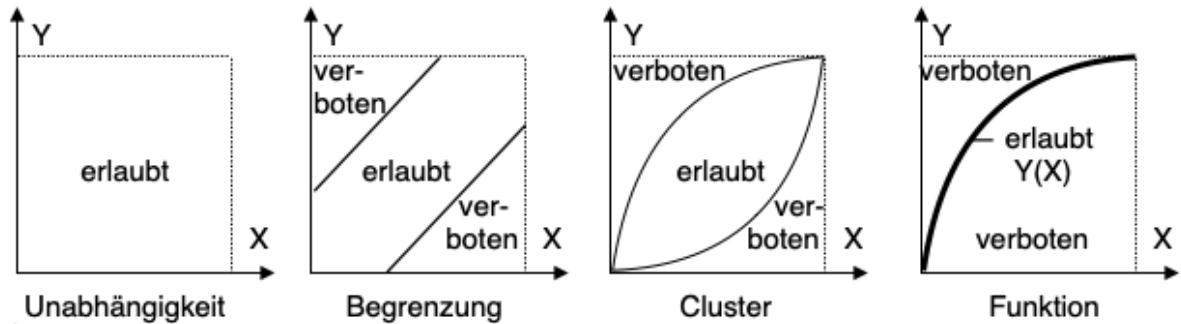 Y
erlaubt
X
Unabhängigkeit
Y
ver-
boten
erlaubt
ver-
boten
X
Begrenzung
Y
verboten
erlaubt
ver-
boten
X
Cluster
Y
verboten
erlaubt
Y(X)
verboten
X
Funktion